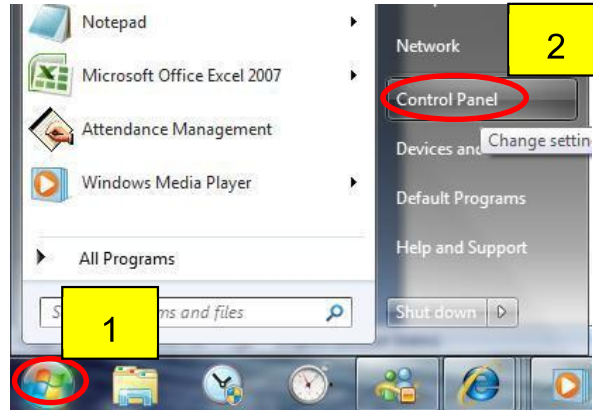 Notepad
Microsoft Office Excel 2007
Attendance Management
Windows Media Player
All Programs
ms and files
1
Network
2
Control Panel
Change settin
Devices and
Default Programs
Help and Support
Shut down